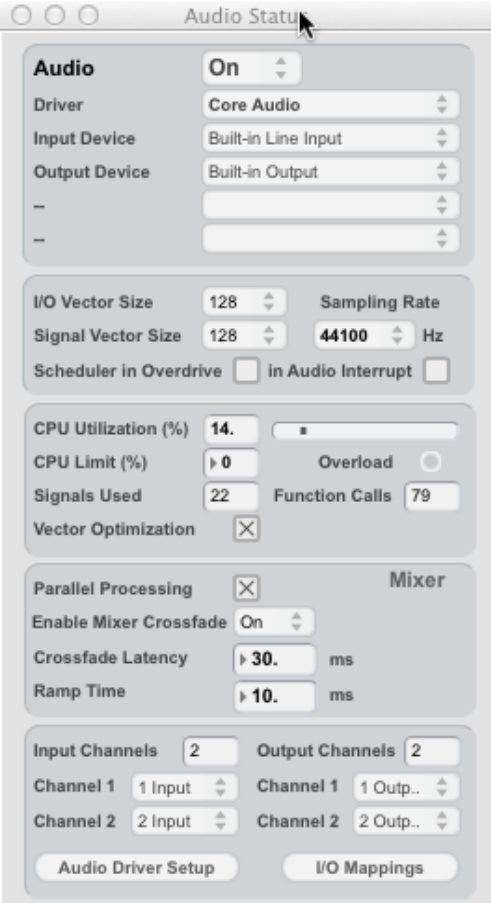 Audio Statu
Audio On
Driver Core Audio
Input Device Built-in Line Input
Output Device Built-in Output
--
--
I/O Vector Size 128 Sampling Rate
Signal Vector Size 128 44100 Hz
Scheduler in Overdrive in Audio Interrupt
CPU Utilization (%) 14.
CPU Limit (%) 0 Overload
Signals Used 22 Function Calls 79
Vector Optimization
Parallel Processing Mixer
Enable Mixer Crossfade On
Crossfade Latency 30. ms
Ramp Time 10. ms
Input Channels 2 Output Channels 2
Channel 1 1 Input Channel 1 1 Outp..
Channel 2 2 Input Channel 2 2 Outp..
Audio Driver Setup I/O Mappings